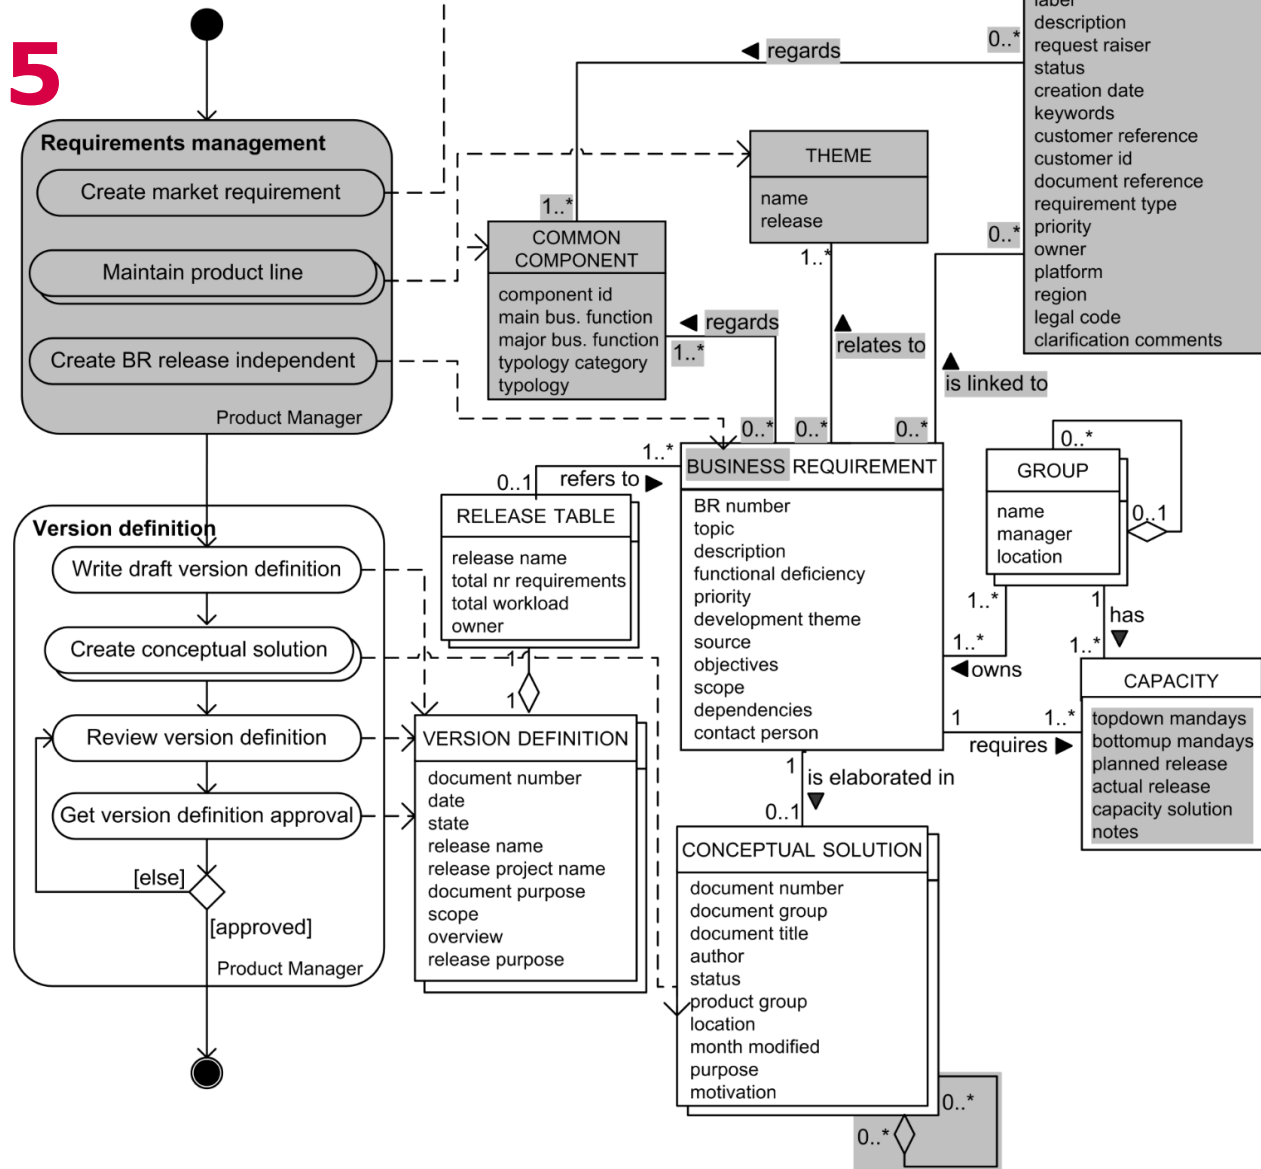 5
Requirements management
Create market requirement
Maintain product line
Create BR release independent
Product Manager
Version definition
Write draft version definition
Create conceptual solution
Review version definition
Get version definition approval
[else]
[approved]
Product Manager
regards
0..*
1..*
COMMON
COMPONENT
component id
main bus. function
major bus. function
typology category
typology
THEME
name
release
1..*
regards
1..*
0..*
relates to
0..*
is linked to
0..*
0..*
label
description
request raiser
status
creation date
keywords
customer reference
customer id
document reference
requirement type
priority
owner
platform
region
legal code
clarification comments
1..*
0..1
refers to
RELEASE TABLE
release name
total nr requirements
total workload
owner
1
1
VERSION DEFINITION
document number
date
state
release name
release project name
document purpose
scope
overview
release purpose
BUSINESS REQUIREMENT
BR number
topic
description
functional deficiency
priority
development theme
source
objectives
scope
dependencies
contact person
GROUP
name
manager
location
0..*
0..1
1..*
1..*
owns
1
has
1..*
CAPACITY
topdown mandays
bottomup mandays
planned release
actual release
capacity solution
notes
1
1..*
requires
1
is elaborated in
0..1
CONCEPTUAL SOLUTION
document number
document group
document title
author
status
product group
location
month modified
purpose
motivation
0..*
0..*